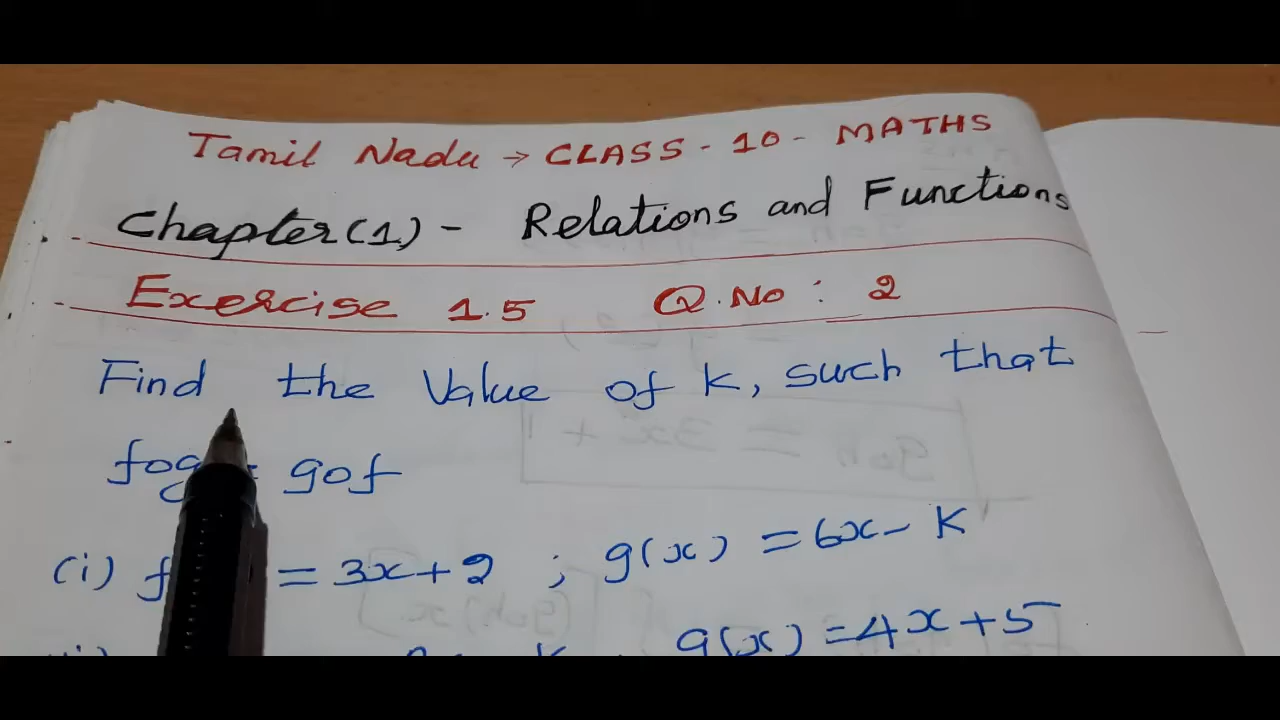 Tamil Nadu → CLASS - 10 - MATHS
Chapter(1) - Relations and Functions
Exercise 1.5 Q.No : 2
Find the Value of k, such that
fog = gof
(i) f = 3x+2 ; g(x) = 6x - k
k ; g(x) = 4x + 5